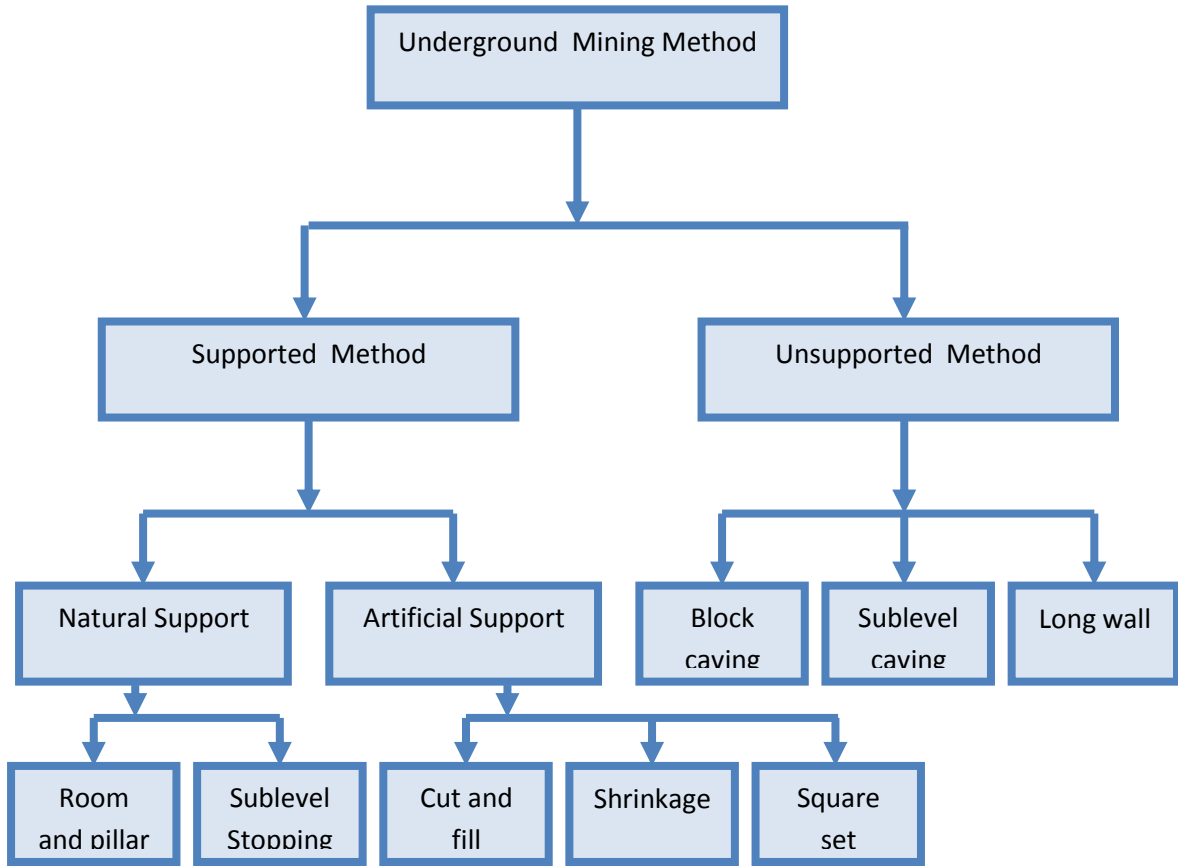 Underground Mining Method
Supported Method
Unsupported Method
Natural Support
Artificial Support
Block
caving
Sublevel
caving
Long wall
Room
and pillar
Sublevel
Stopping
Cut and
fill
Shrinkage
Square
set